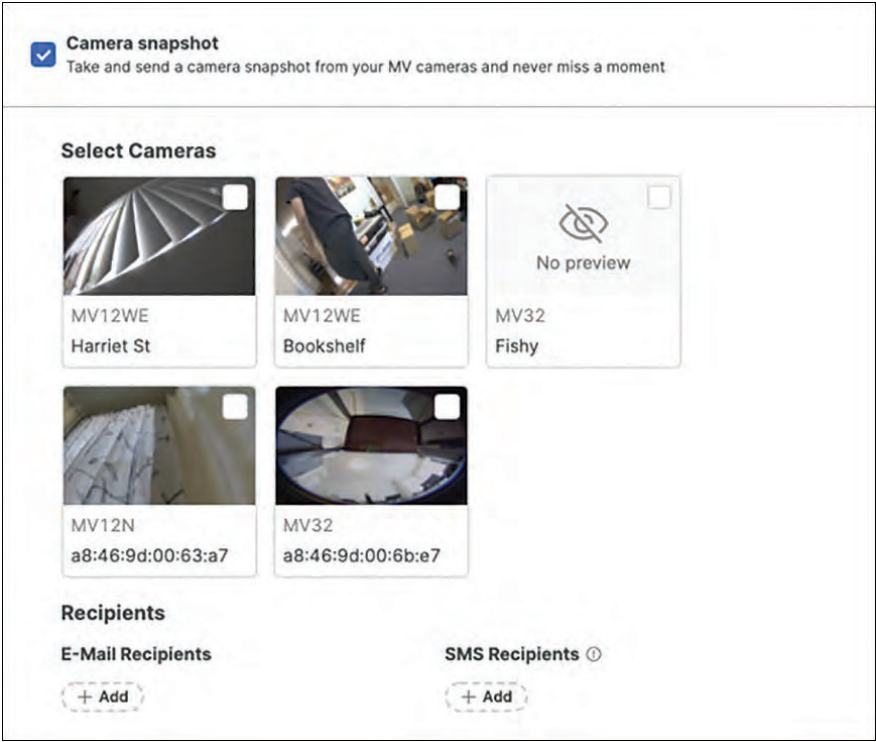 Camera snapshot
Take and send a camera snapshot from your MV cameras and never miss a moment
Select Cameras
No preview
MV12WE
Harriet St
MV12WE
Bookshelf
MV32
Fishy
MV12N
a8:46:9d:00:63:a7
MV32
a8:46:9d:00:6b:e7
Recipients
E-Mail Recipients
SMS Recipients
+ Add
+ Add